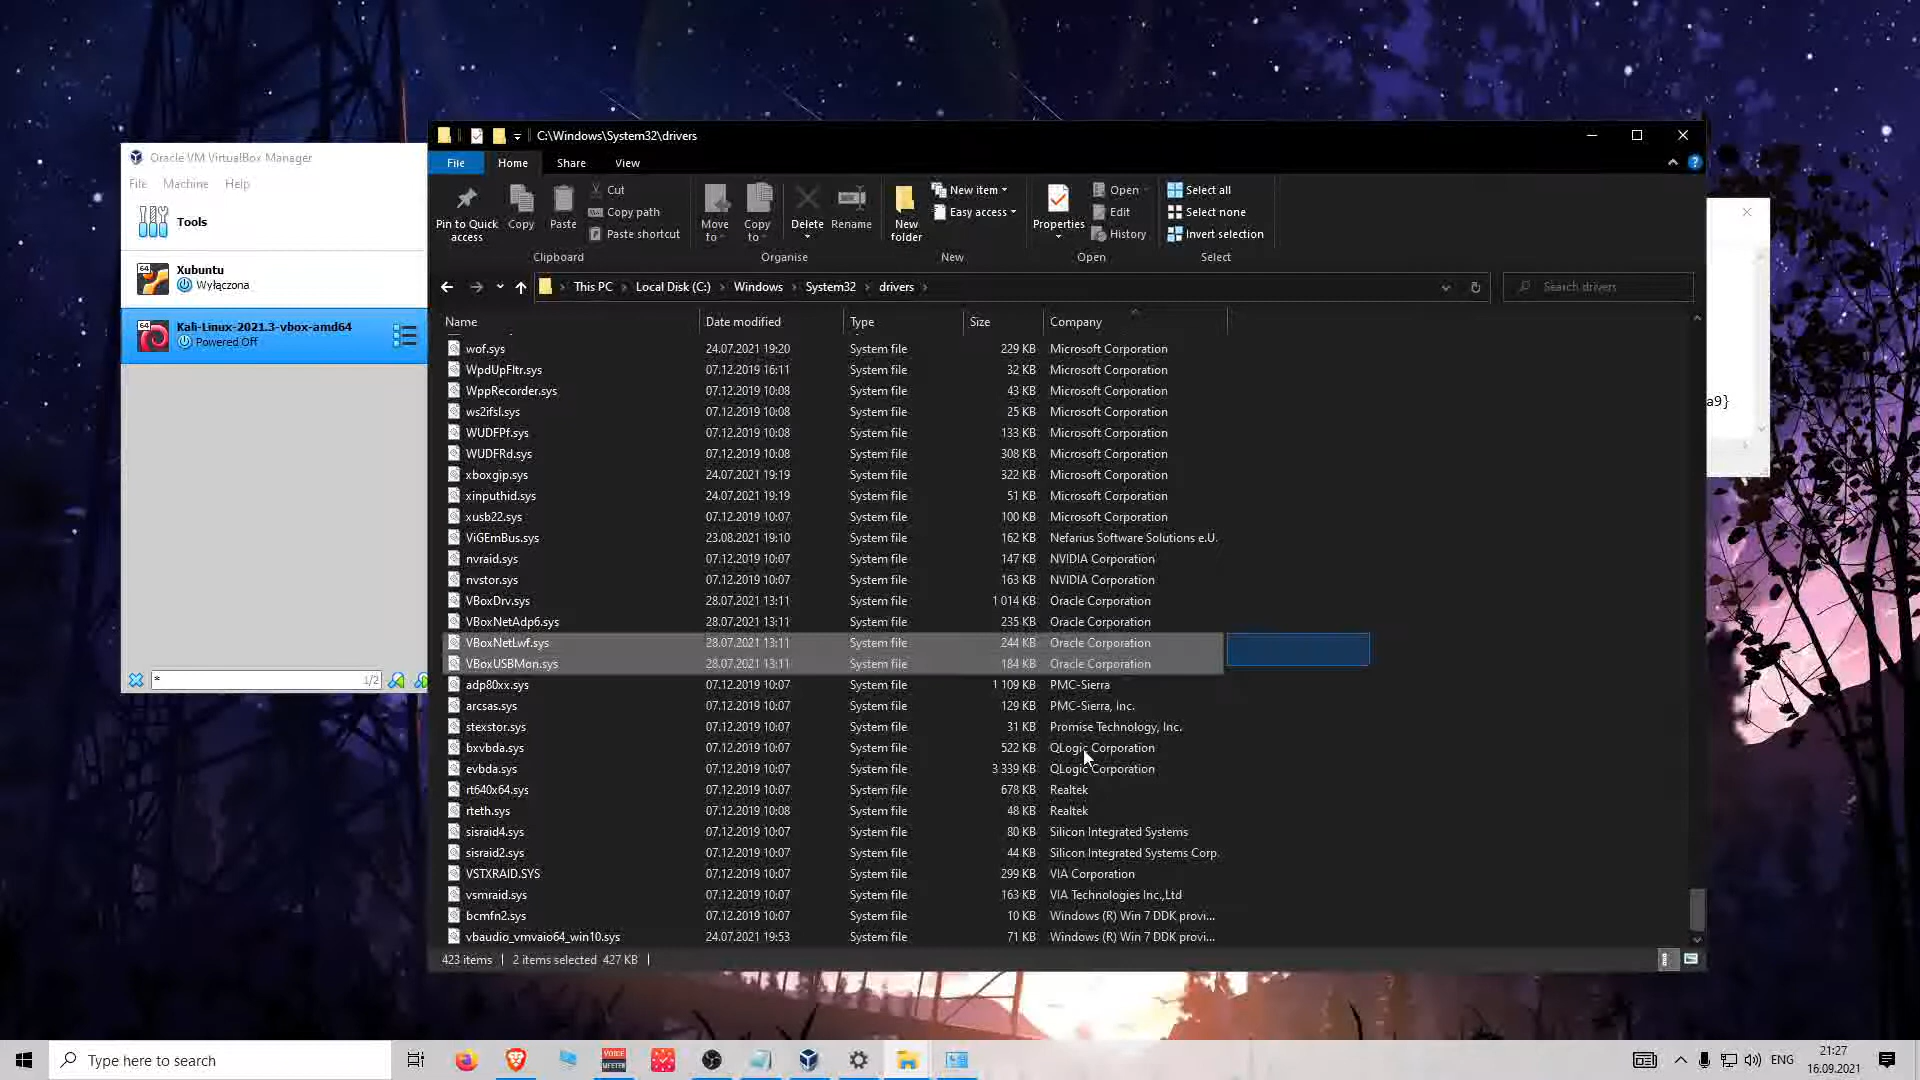 Oracle VM VirtualBox Manager
File Machine Help
Tools
64
Xubuntu
Wyłączona
64
Kali-Linux-2021.3-vbox-amd64
Powered Off
* 1/2
C:\Windows\System32\drivers
File Home Share View
Pin to Quick access
Copy
Paste
Cut
Copy path
Paste shortcut
Clipboard
Move to
Copy to
Delete
Rename
Organise
New folder
New item
Easy access
New
Properties
Open
Edit
History
Open
Select all
Select none
Invert selection
Select
This PC Local Disk (C:) Windows System32 drivers
Search drivers
Name Date modified Type Size Company
wof.sys 24.07.2021 19:20 System file 229 KB Microsoft Corporation
WpdUpFltr.sys 07.12.2019 16:11 System file 32 KB Microsoft Corporation
WppRecorder.sys 07.12.2019 10:08 System file 43 KB Microsoft Corporation
ws2ifsl.sys 07.12.2019 10:08 System file 25 KB Microsoft Corporation
WUDFPf.sys 07.12.2019 10:08 System file 133 KB Microsoft Corporation
WUDFRd.sys 07.12.2019 10:08 System file 308 KB Microsoft Corporation
xboxgip.sys 24.07.2021 19:19 System file 322 KB Microsoft Corporation
xinputhid.sys 24.07.2021 19:19 System file 51 KB Microsoft Corporation
xusb22.sys 07.12.2019 10:07 System file 100 KB Microsoft Corporation
ViGEmBus.sys 23.08.2021 19:10 System file 162 KB Nefarius Software Solutions e.U.
nvraid.sys 07.12.2019 10:07 System file 147 KB NVIDIA Corporation
nvstor.sys 07.12.2019 10:07 System file 163 KB NVIDIA Corporation
VBoxDrv.sys 28.07.2021 13:11 System file 1 014 KB Oracle Corporation
VBoxNetAdp6.sys 28.07.2021 13:11 System file 235 KB Oracle Corporation
VBoxNetLwf.sys 28.07.2021 13:11 System file 244 KB Oracle Corporation
VBoxUSBMon.sys 28.07.2021 13:11 System file 184 KB Oracle Corporation
adp80xx.sys 07.12.2019 10:07 System file 1 109 KB PMC-Sierra
arcsas.sys 07.12.2019 10:07 System file 129 KB PMC-Sierra, Inc.
stexstor.sys 07.12.2019 10:07 System file 31 KB Promise Technology, Inc.
bxvbda.sys 07.12.2019 10:07 System file 522 KB QLogic Corporation
evbda.sys 07.12.2019 10:07 System file 3 339 KB QLogic Corporation
rt640x64.sys 07.12.2019 10:07 System file 678 KB Realtek
rteth.sys 07.12.2019 10:08 System file 48 KB Realtek
sisraid4.sys 07.12.2019 10:07 System file 80 KB Silicon Integrated Systems
sisraid2.sys 07.12.2019 10:07 System file 44 KB Silicon Integrated Systems Corp.
VSTXRAID.SYS 07.12.2019 10:07 System file 299 KB VIA Corporation
vsmraid.sys 07.12.2019 10:07 System file 163 KB VIA Technologies Inc.,Ltd
bcmfn2.sys 07.12.2019 10:07 System file 10 KB Windows (R) Win 7 DDK provi...
vbaudio_vmvaio64_win10.sys 24.07.2021 19:53 System file 71 KB Windows (R) Win 7 DDK provi...
423 items 2 items selected 427 KB
a9}
Type here to search
VOICE MEETER
ENG
21:27
16.09.2021